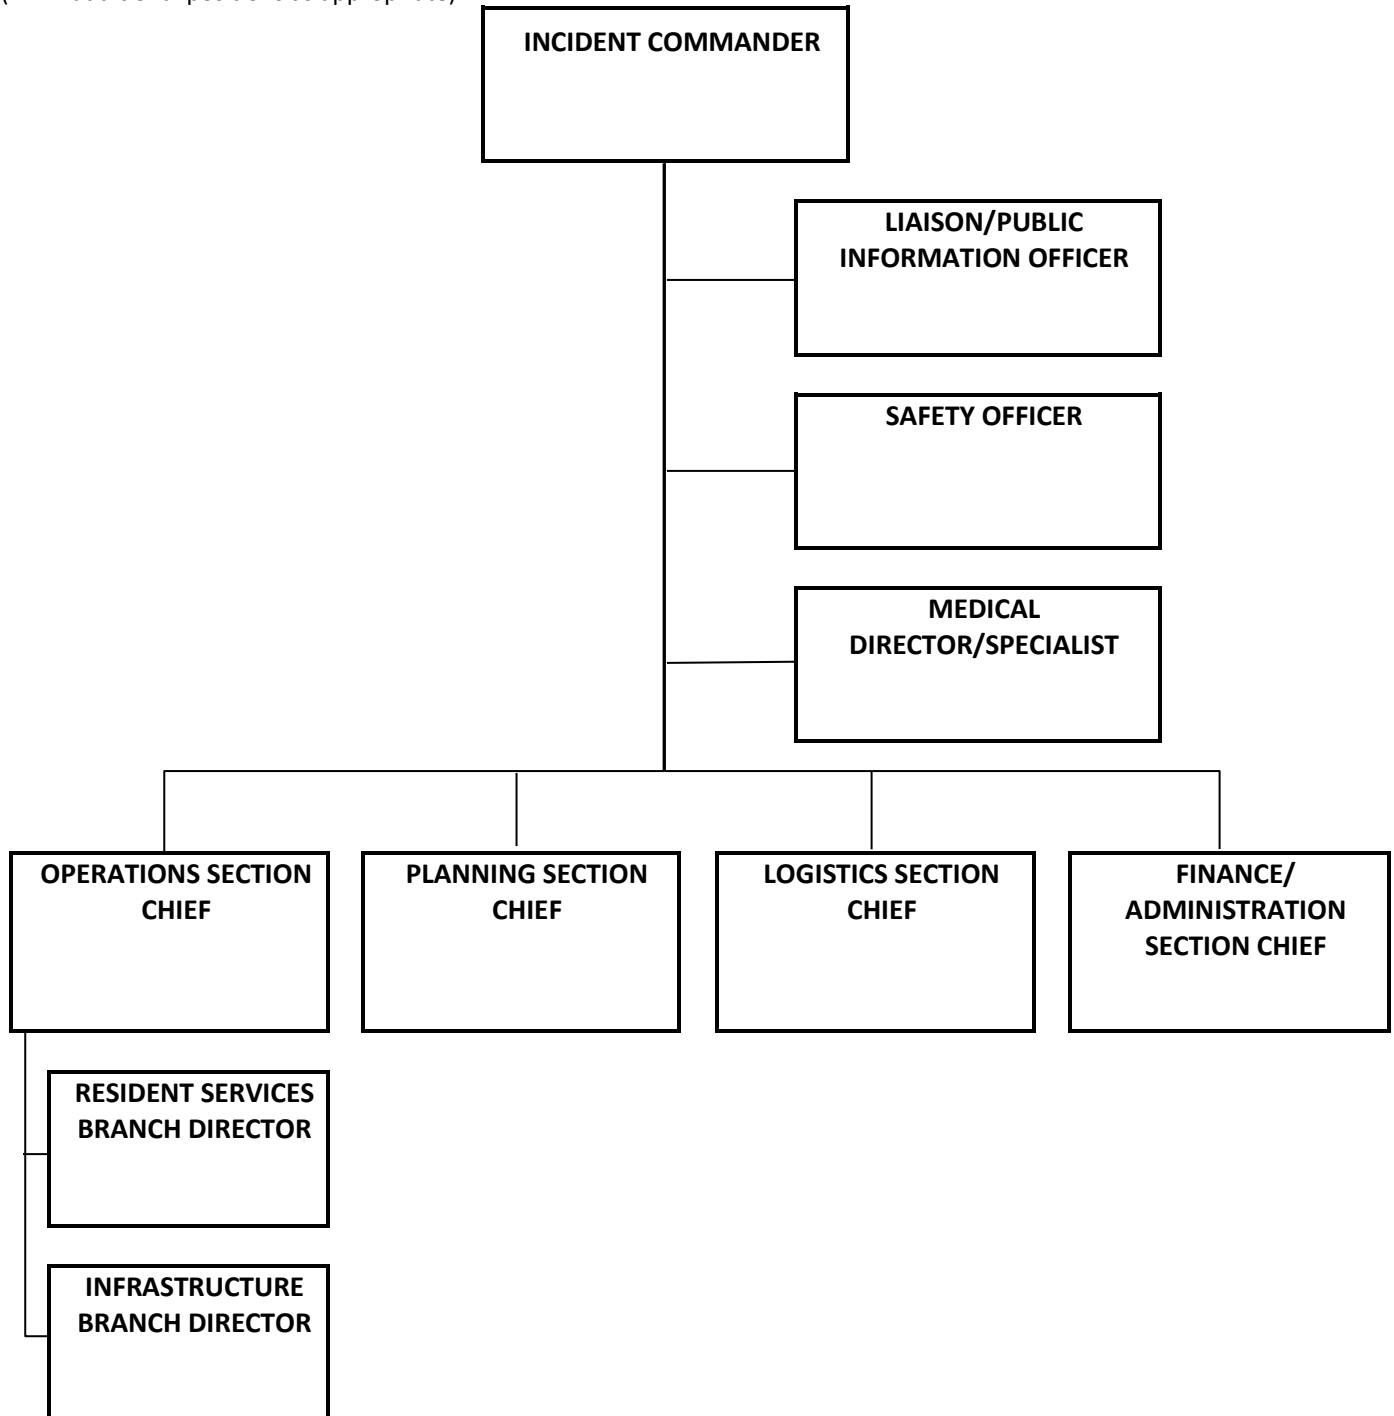 INCIDENT COMMANDER
LIAISON/PUBLIC
INFORMATION OFFICER
SAFETY OFFICER
MEDICAL
DIRECTOR/SPECIALIST
OPERATIONS SECTION
CHIEF
PLANNING SECTION
CHIEF
LOGISTICS SECTION
CHIEF
FINANCE/
ADMINISTRATION
SECTION CHIEF
RESIDENT SERVICES
BRANCH DIRECTOR
INFRASTRUCTURE
BRANCH DIRECTOR